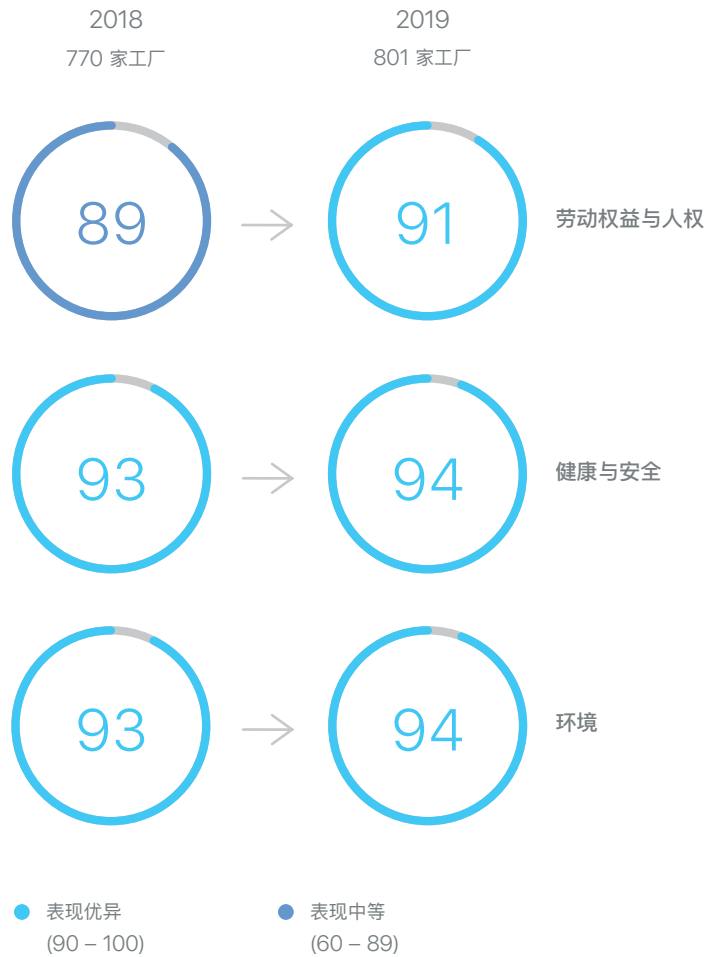 2018
2019
770 家工厂
801 家工厂
89
91
劳动权益与人权
93
94
健康与安全
93
94
环境
表现优异
(90 – 100)
表现中等
(60 – 89)